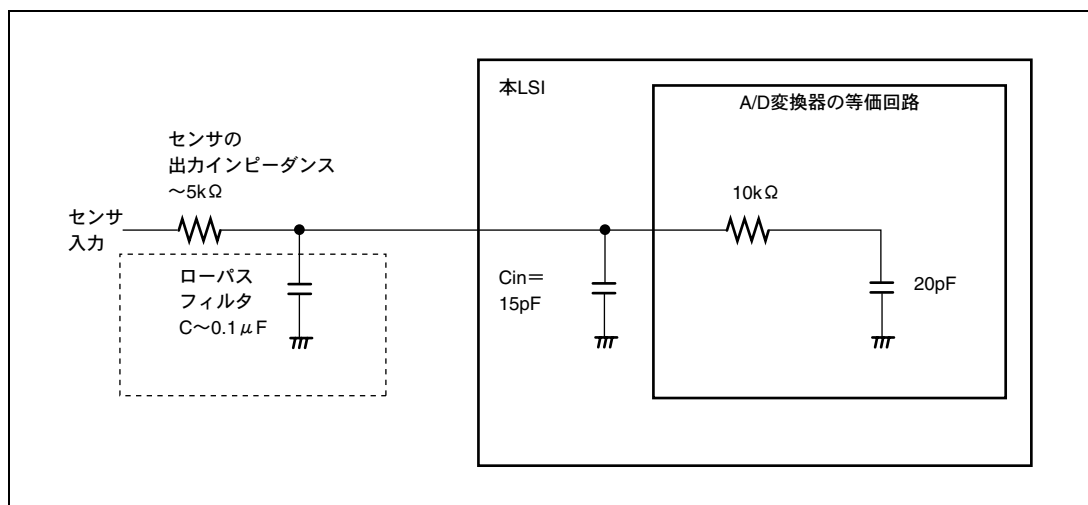 本LSI
A/D変換器の等価回路
センサの
出力インピーダンス
～5kΩ
10kΩ
センサ
入力
ローパス
フィルタ
C～0.1μF
Cin＝
15pF
20pF